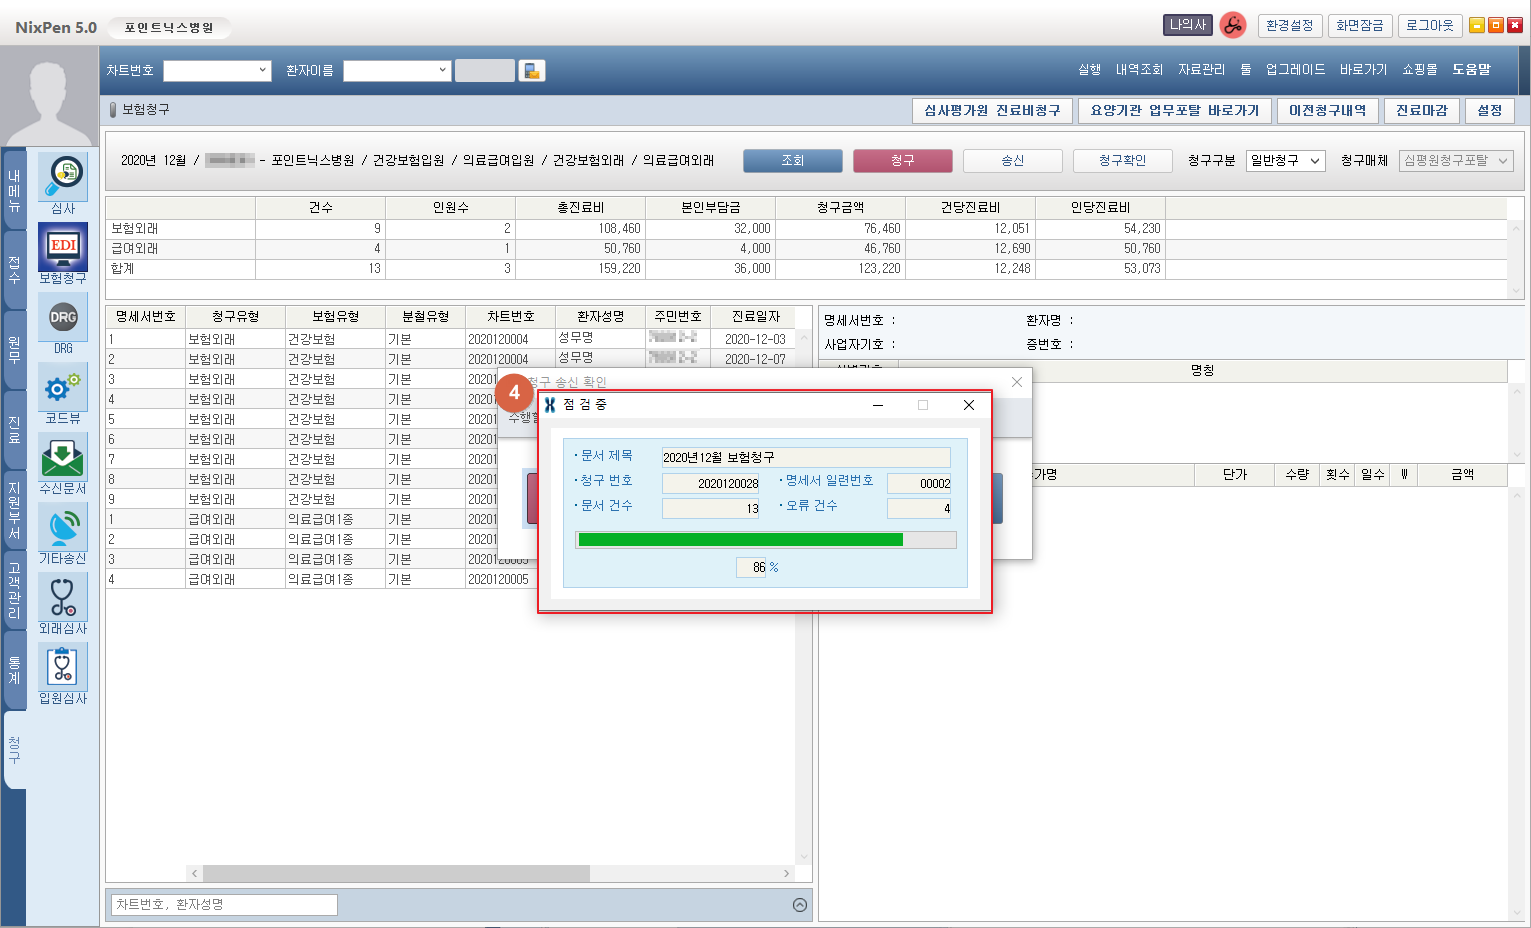 NixPen 5.0 포인트닉스병원 나의사 환경설정 화면잠금 로그아웃
차트번호 환자이름 실행 내역조회 자료관리 툴 업그레이드 바로가기 쇼핑몰 도움말
보험청구 심사평가원 진료비청구 요양기관 업무포탈 바로가기 이전청구내역 진료마감 설정
2020년 12월 / - 포인트닉스병원 / 건강보험입원 / 의료급여입원 / 건강보험외래 / 의료급여외래 조회 청구 송신 청구확인 청구구분 일반청구 청구매체 심평원청구포탈
내메뉴
접수
원무
진료
지원부서
고객관리
통계
청구
심사
EDI
보험청구
DRG
DRG
코드뷰
수신문서
기타송신
외래심사
입원심사
건수 인원수 총진료비 본인부담금 청구금액 건당진료비 인당진료비
보험외래 9 2 108,460 32,000 76,460 12,051 54,230
급여외래 4 1 50,760 4,000 46,760 12,690 50,760
합계 13 3 159,220 36,000 123,220 12,248 53,073
명세서번호 청구유형 보험유형 분철유형 차트번호 환자성명 주민번호 진료일자
1 보험외래 건강보험 기본 2020120004 성무명 2020-12-03
2 보험외래 건강보험 기본 2020120004 성무명 2020-12-07
3 보험외래 건강보험 기본
4 보험외래 건강보험 기본
5 보험외래 건강보험 기본
6 보험외래 건강보험 기본
7 보험외래 건강보험 기본
8 보험외래 건강보험 기본
9 보험외래 건강보험 기본
1 급여외래 의료급여1종 기본
2 급여외래 의료급여1종 기본
3 급여외래 의료급여1종 기본 2020120005
4 급여외래 의료급여1종 기본 2020120005
차트번호, 환자성명
명세서번호 : 환자명 :
사업자기호 : 증번호 :
명칭
단가 수량 횟수 일수 W 금액
청구 송신 확인
4
점검중
·문서 제목 2020년12월 보험청구
·청구 번호 2020120028 ·명세서 일련번호 00002
·문서 건수 13 ·오류 건수 4
86 %